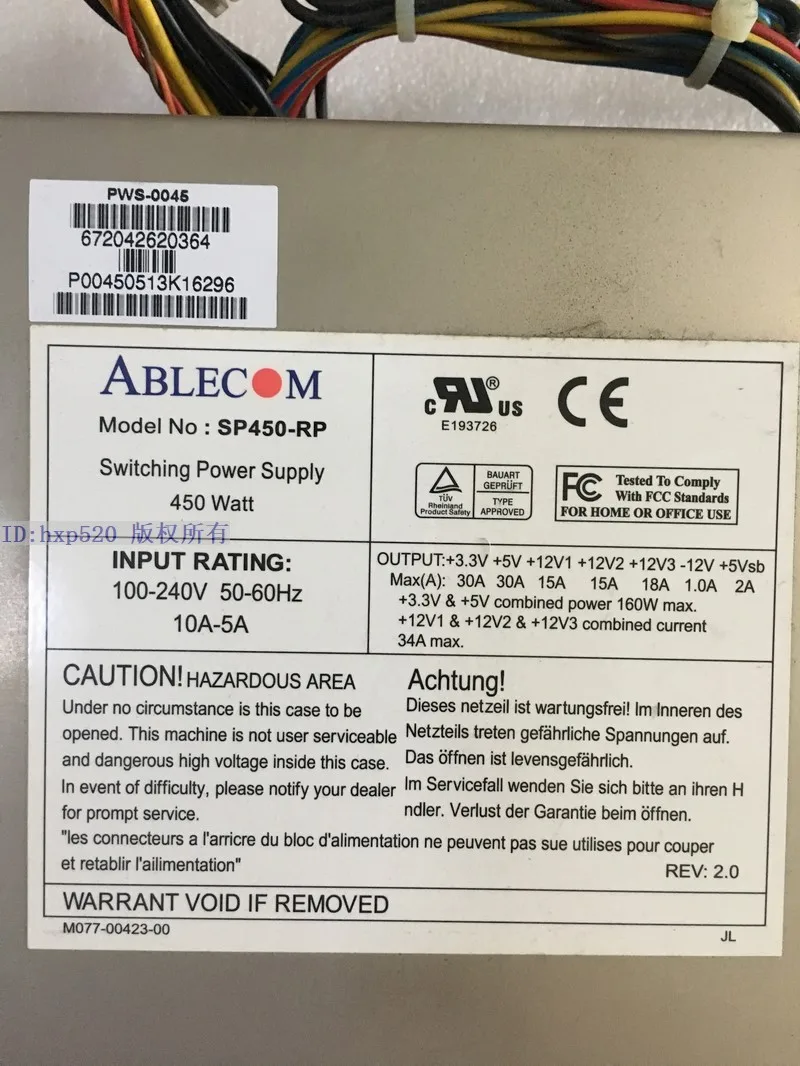 PWS-0045
672042620364
P00450513K16296
ABLECOM
Model No : SP450-RP
Switching Power Supply
450 Watt
c RU ® US
E193726
CE
TÜV
Rheinland
Product Safety
BAUART
GEPRÜFT
TYPE
APPROVED
FC
Tested To Comply
With FCC Standards
FOR HOME OR OFFICE USE
ID:hxp520 版权所有
INPUT RATING:
100-240V 50-60Hz
10A-5A
OUTPUT:+3.3V +5V +12V1 +12V2 +12V3 -12V +5Vsb
Max(A): 30A 30A 15A 15A 18A 1.0A 2A
+3.3V & +5V combined power 160W max.
+12V1 & +12V2 & +12V3 combined current
34A max.
CAUTION! HAZARDOUS AREA
Under no circumstance is this case to be
opened. This machine is not user serviceable
and dangerous high voltage inside this case.
In event of difficulty, please notify your dealer
for prompt service.
Achtung!
Dieses netzeil ist wartungsfrei! Im Inneren des
Netzteils treten gefährliche Spannungen auf.
Das öffnen ist levensgefährlich.
Im Servicefall wenden Sie sich bitte an ihren H
ndler. Verlust der Garantie beim öffnen.
"les connecteurs a l'arricre du bloc d'alimentation ne peuvent pas sue utilises pour couper
et retablir l'ailimentation"
REV: 2.0
WARRANT VOID IF REMOVED
M077-00423-00
JL